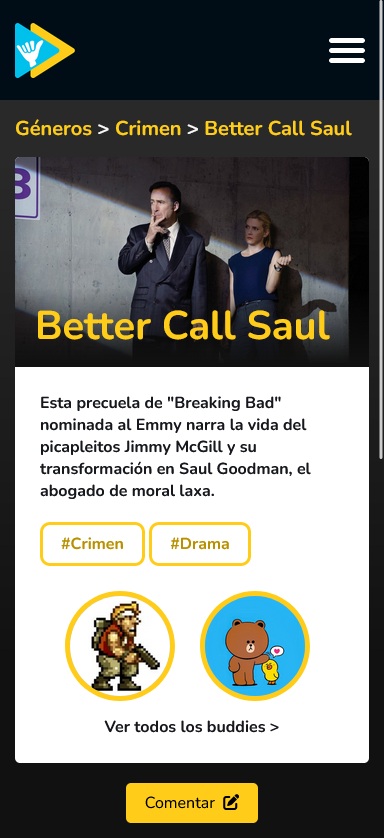 Géneros > Crimen > Better Call Saul
3
Better Call Saul
Esta precuela de "Breaking Bad"
nominada al Emmy narra la vida del
picapleitos Jimmy McGill y su
transformación en Saul Goodman, el
abogado de moral laxa.
#Crimen #Drama
Ver todos los buddies >
Comentar